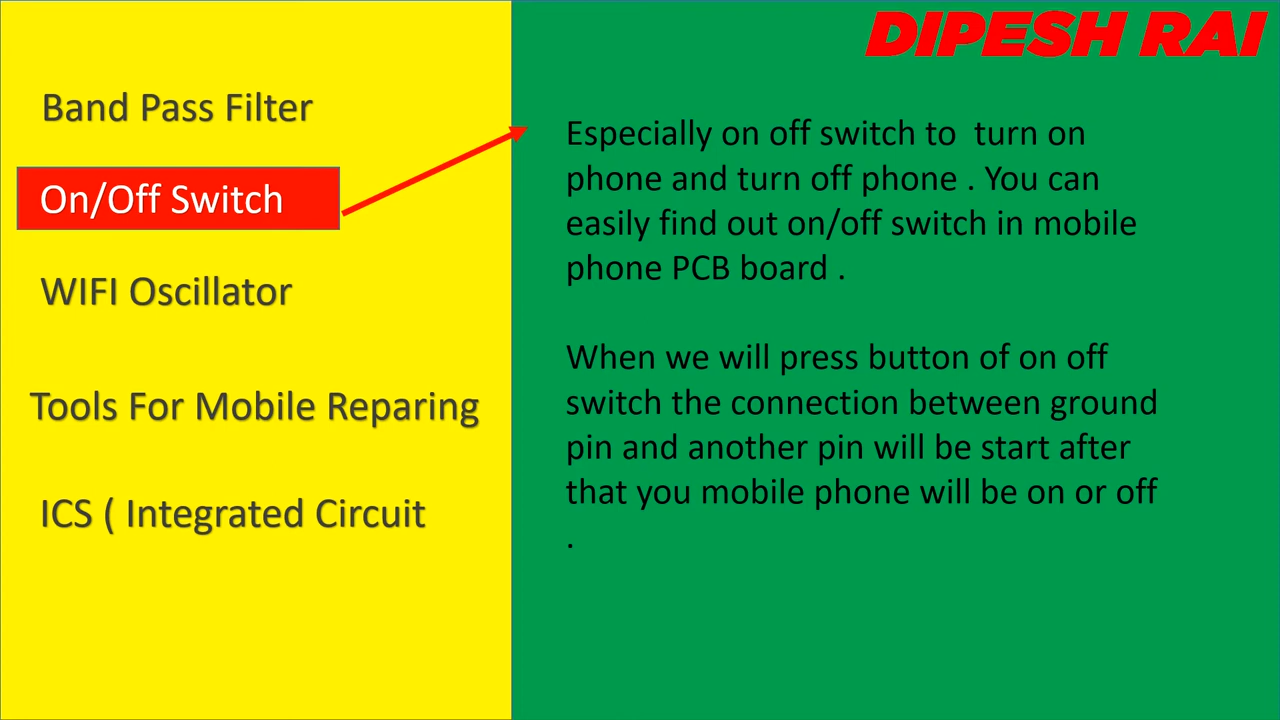 DIPESH RAI
Band Pass Filter
On/Off Switch
WIFI Oscillator
Tools For Mobile Reparing
ICS ( Integrated Circuit
Especially on off switch to  turn on
phone and turn off phone . You can
easily find out on/off switch in mobile
phone PCB board .
When we will press button of on off
switch the connection between ground
pin and another pin will be start after
that you mobile phone will be on or off
.